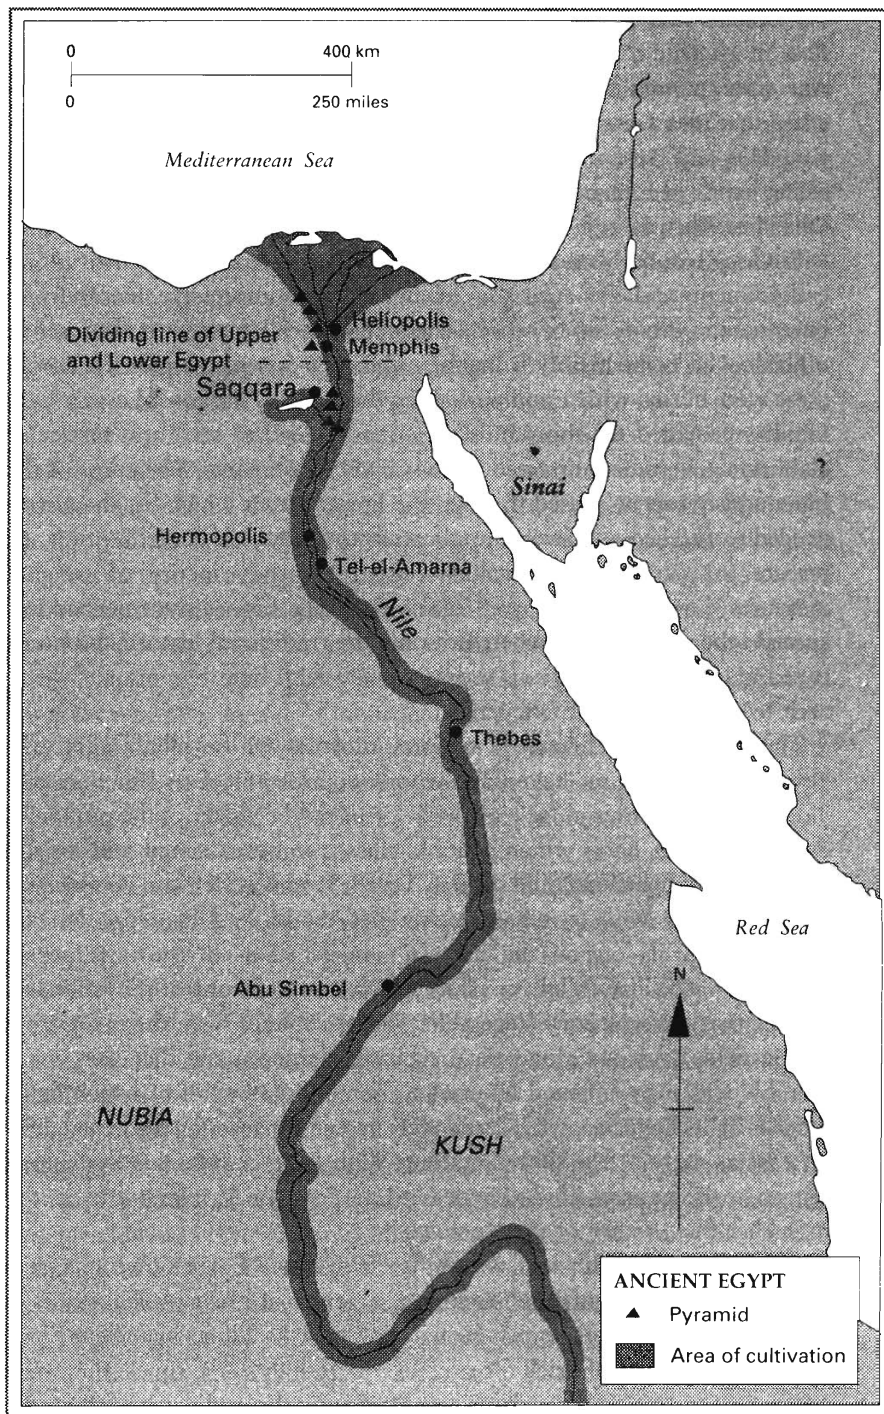 0 400 km
0 250 miles
Mediterranean Sea
Heliopolis
Dividing line of Upper
and Lower Egypt
Memphis
Saqqara
Sinai
Hermopolis
Tel-el-Amarna
Nile
Thebes
Red Sea
N
Abu Simbel
NUBIA
KUSH
ANCIENT EGYPT
Pyramid
Area of cultivation